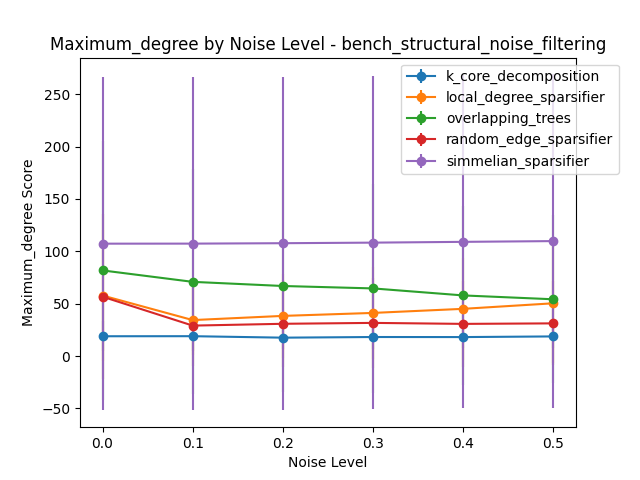 Maximum_degree by Noise Level - bench_structural_noise_filtering
k_core_decomposition
local_degree_sparsifier
overlapping_trees
random_edge_sparsifier
simmelian_sparsifier
Maximum_degree Score
250
200
150
100
50
0
−50
0.0 0.1 0.2 0.3 0.4 0.5
Noise Level